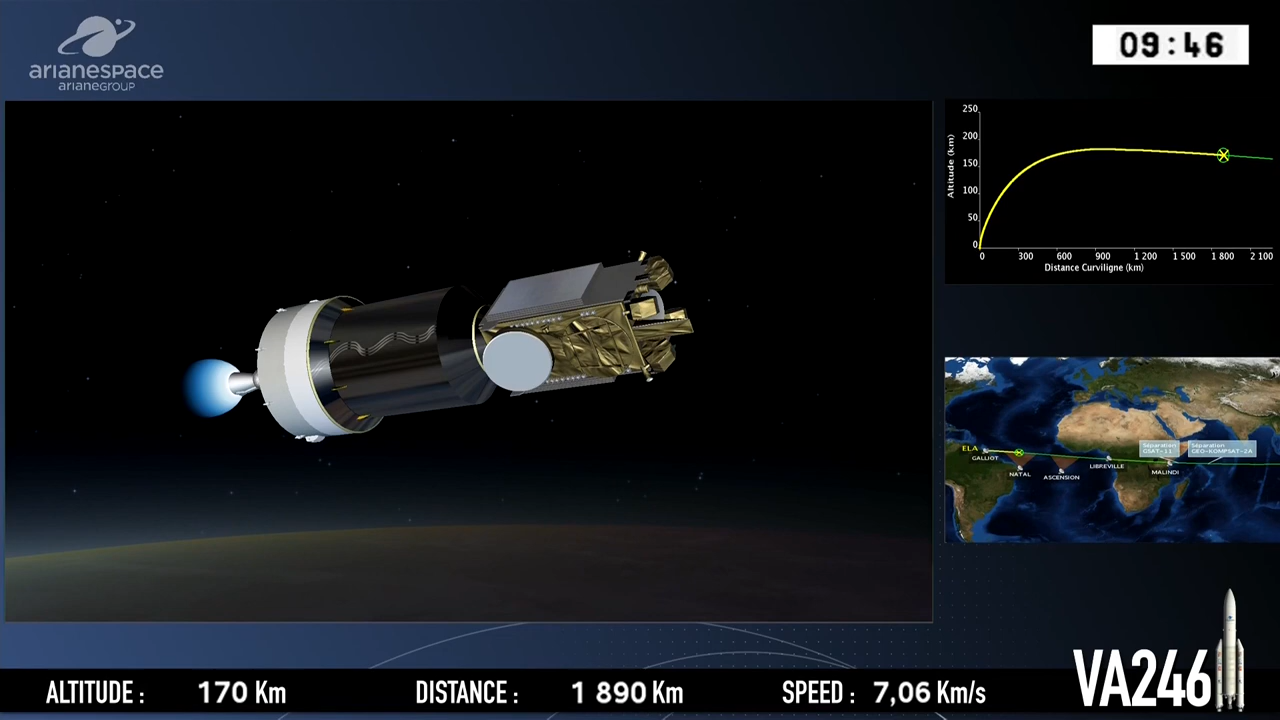 arianespace
arianeGROUP
09:46
250
200
150
100
50
0
Altitude (km)
0 300 600 900 1 200 1 500 1 800 2 100
Distance Curviligne (km)
ELA
GALLIOT
NATAL
ASCENSION
LIBREVILLE
MALINDI
Séparation
GSAT-11
Séparation
GEO-KOMPSAT-2A
VA246
ALTITUDE : 170 Km DISTANCE : 1 890 Km SPEED : 7,06 Km/s